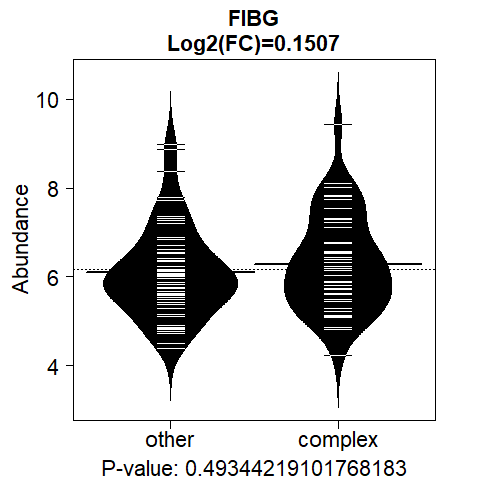 FIBG
Log2(FC)=0.1507
10
8
6
4
Abundance
other complex
P-value: 0.49344219101768183